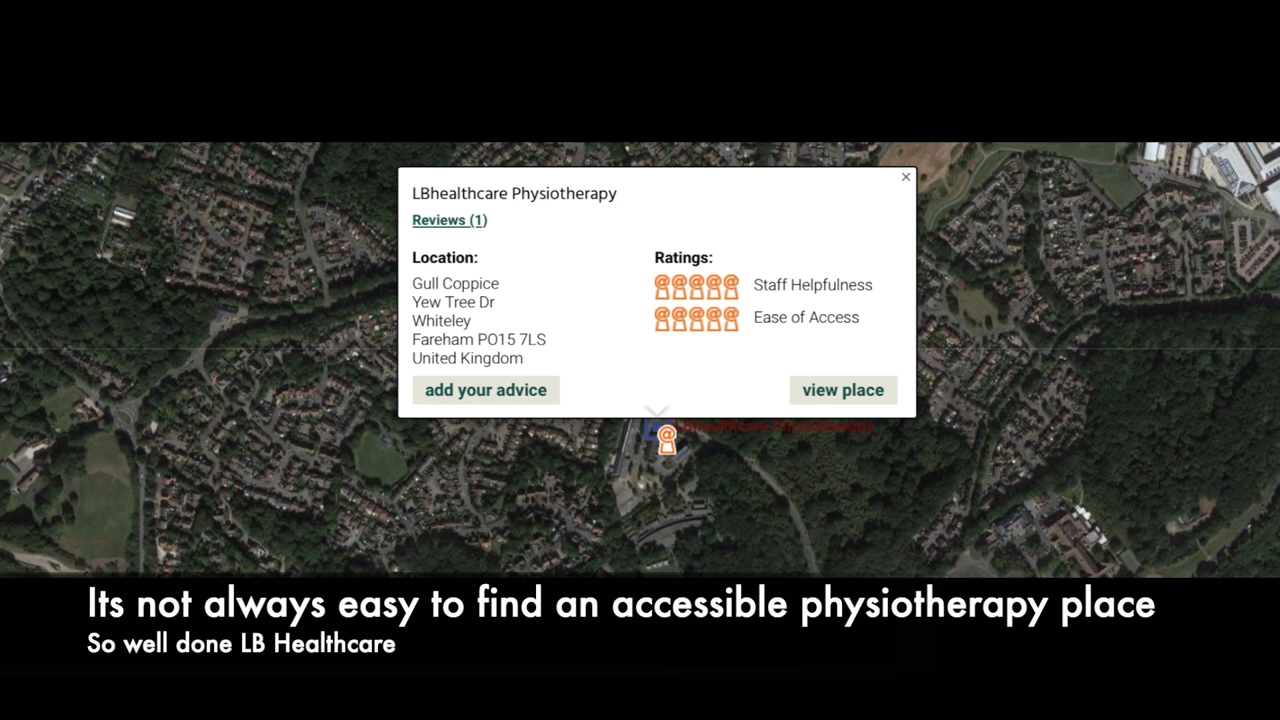 LBhealthcare Physiotherapy
Reviews (1)
Location:
Gull Coppice
Yew Tree Dr
Whiteley
Fareham PO15 7LS
United Kingdom
Ratings:
Staff Helpfulness
Ease of Access
add your advice
view place
LBhealthcare Physiotherapy
Its not always easy to find an accessible physiotherapy place
So well done LB Healthcare